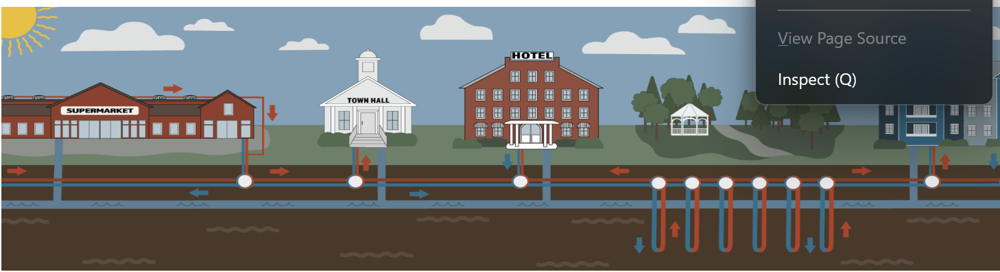 View Page Source
Inspect (Q)
HOTEL
TOWN HALL
SUPERMARKET